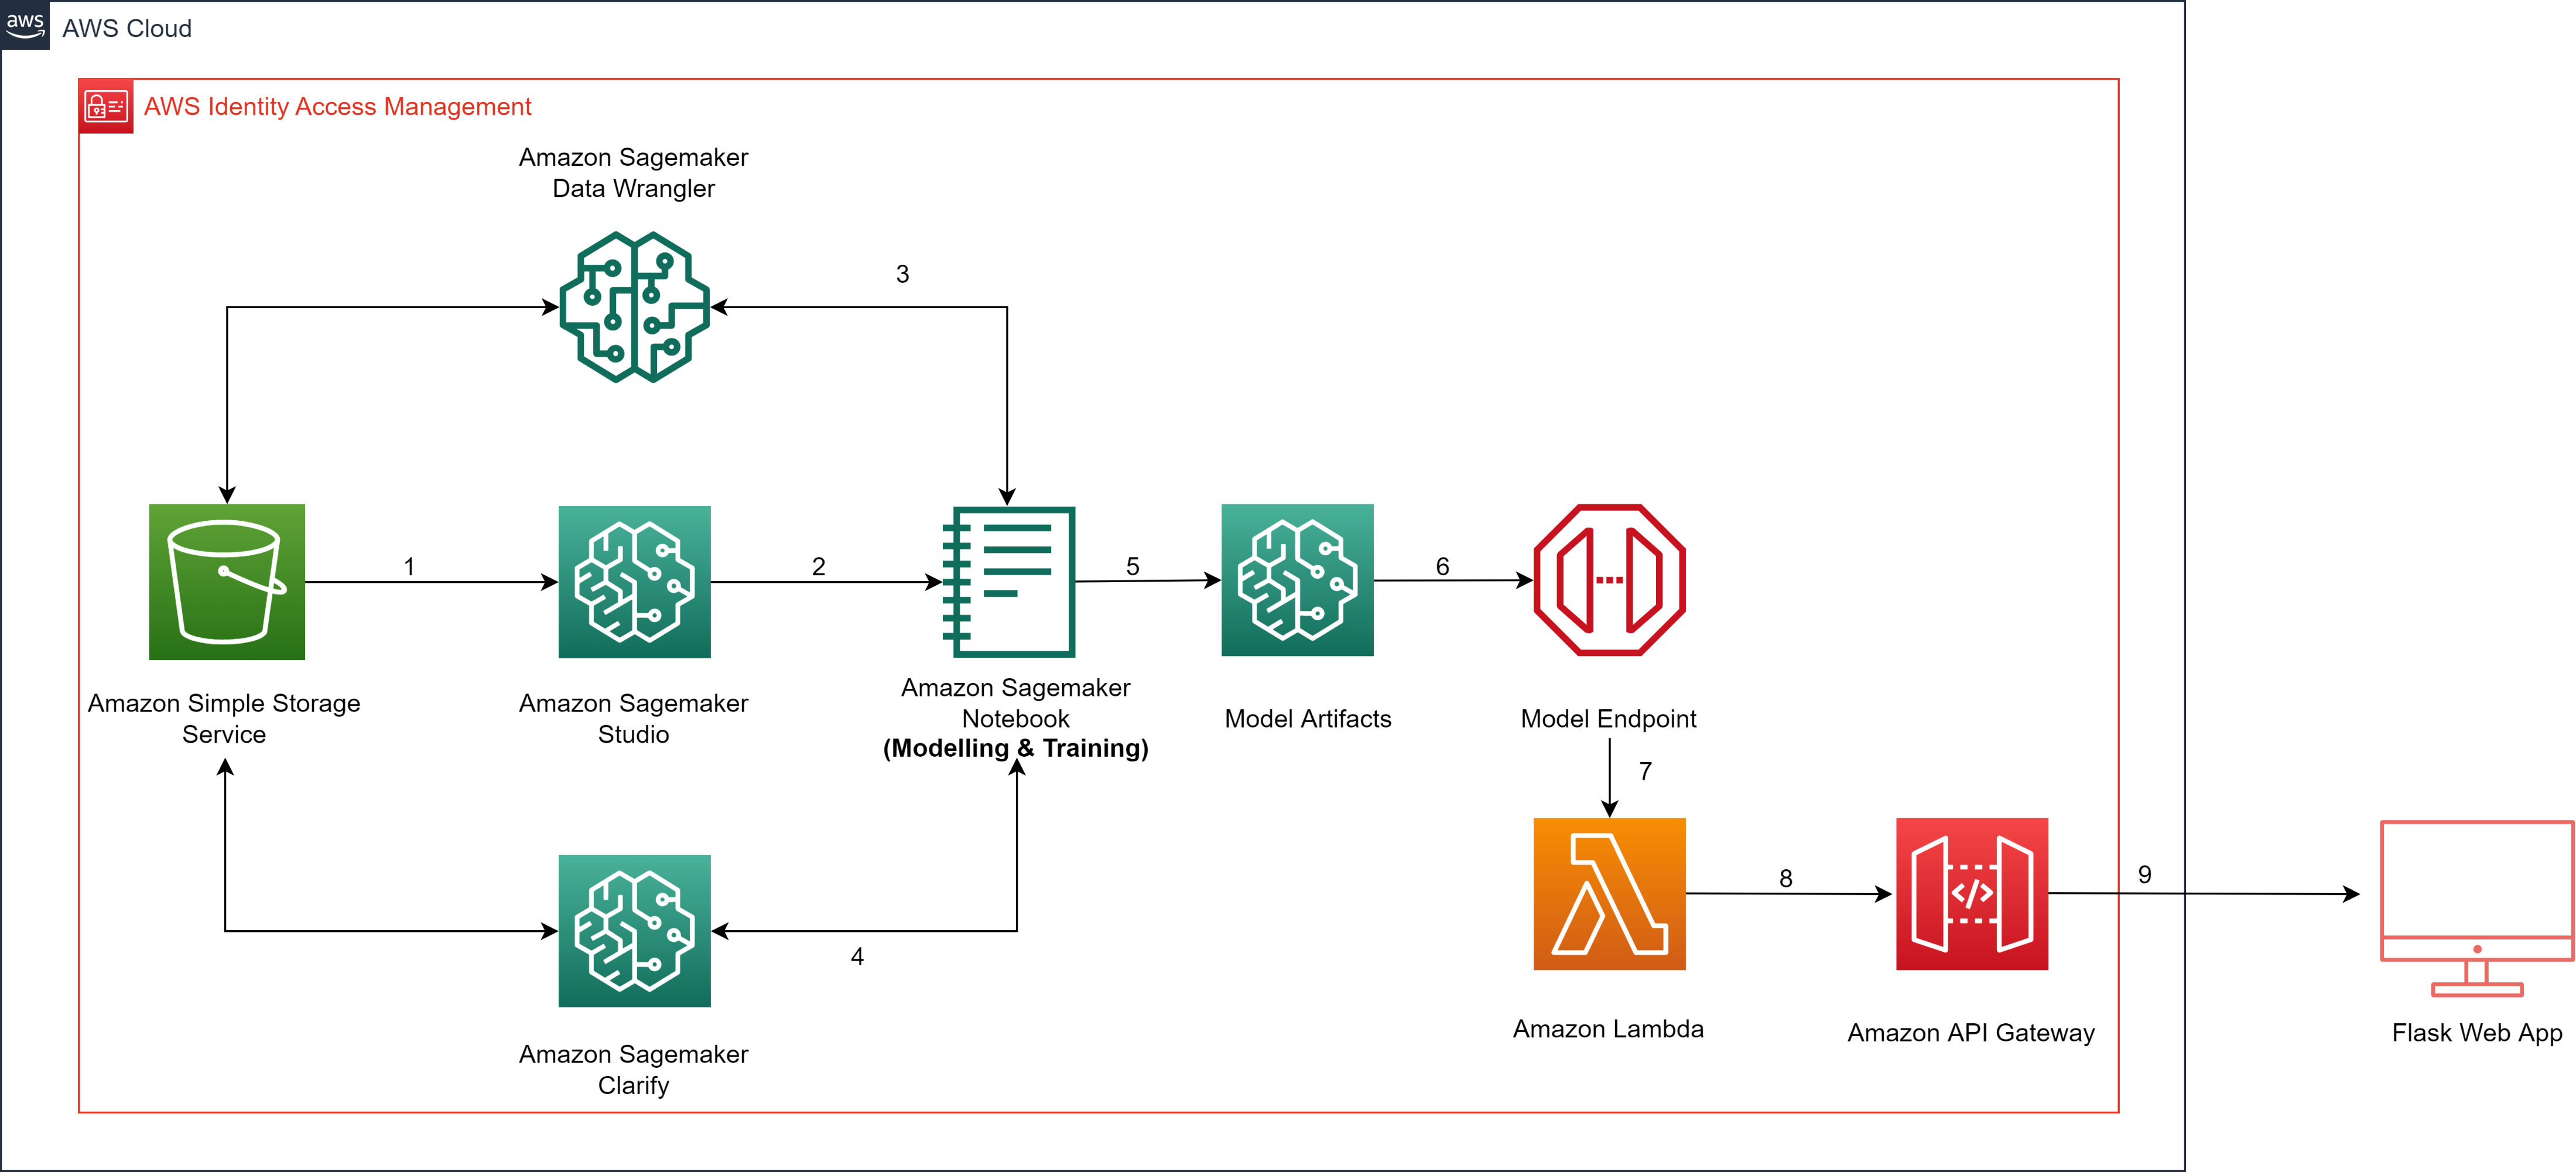 aws
AWS Cloud
AWS Identity Access Management
Amazon Sagemaker
Data Wrangler
3
1
2
5
6
Amazon Simple Storage
Service
Amazon Sagemaker
Studio
Amazon Sagemaker
Notebook
(Modelling & Training)
Model Artifacts
Model Endpoint
7
8
9
4
Amazon Sagemaker
Clarify
Amazon Lambda
</>
Amazon API Gateway
Flask Web App